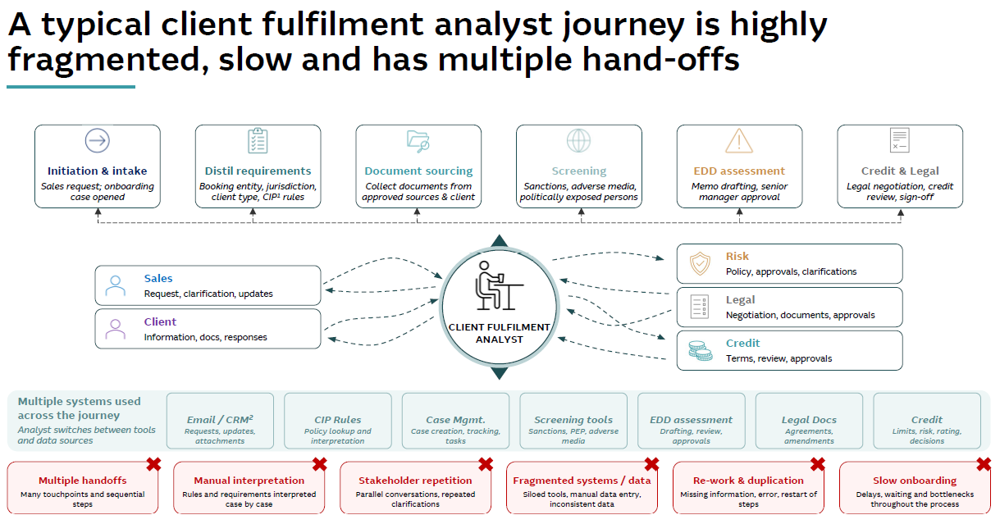 A typical client fulfilment analyst journey is highly
fragmented, slow and has multiple hand-offs
Initiation & intake
Sales request; onboarding
case opened
Distil requirements
Booking entity, jurisdiction,
client type, CIP¹ rules
Document sourcing
Collect documents from
approved sources & client
Screening
Sanctions, adverse media,
politically exposed persons
EDD assessment
Memo drafting, senior
manager approval
Credit & Legal
Legal negotiation, credit
review, sign-off
Sales
Request, clarification, updates
Client
Information, docs, responses
CLIENT FULFILMENT
ANALYST
Risk
Policy, approvals, clarifications
Legal
Negotiation, documents, approvals
Credit
Terms, review, approvals
Multiple systems used
across the journey
Analyst switches between tools
and data sources
Email / CRM²
Requests, updates,
attachments
CIP Rules
Policy lookup and
interpretation
Case Mgmt.
Case creation, tracking,
tasks
Screening tools
Sanctions, PEP, adverse
media
EDD assessment
Drafting, review,
approvals
Legal Docs
Agreements,
amendments
Credit
Limits, risk, rating,
decisions
Multiple handoffs
Many touchpoints and sequential
steps
Manual interpretation
Rules and requirements interpreted
case by case
Stakeholder repetition
Parallel conversations, repeated
clarifications
Fragmented systems / data
Siloed tools, manual data entry,
inconsistent data
Re-work & duplication
Missing information, error, restart of
steps
Slow onboarding
Delays, waiting and bottlenecks
throughout the process